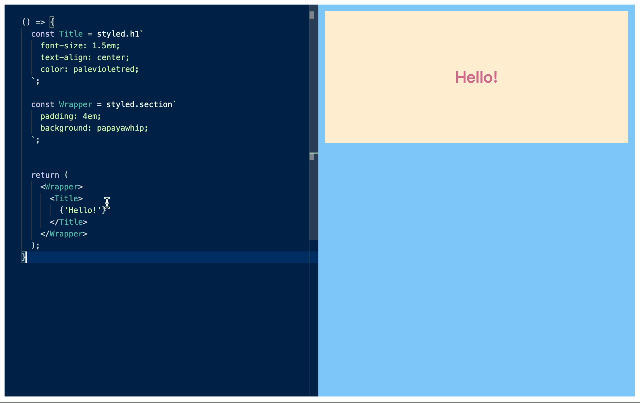 () => {
const Title = styled.h1`
font-size: 1.5em;
text-align: center;
color: palevioletred;
`;
const Wrapper = styled.section`
padding: 4em;
background: papayawhip;
`;
return (
<Wrapper>
<Title>
{'Hello!'}
</Title>
</Wrapper>
);
}
Hello!